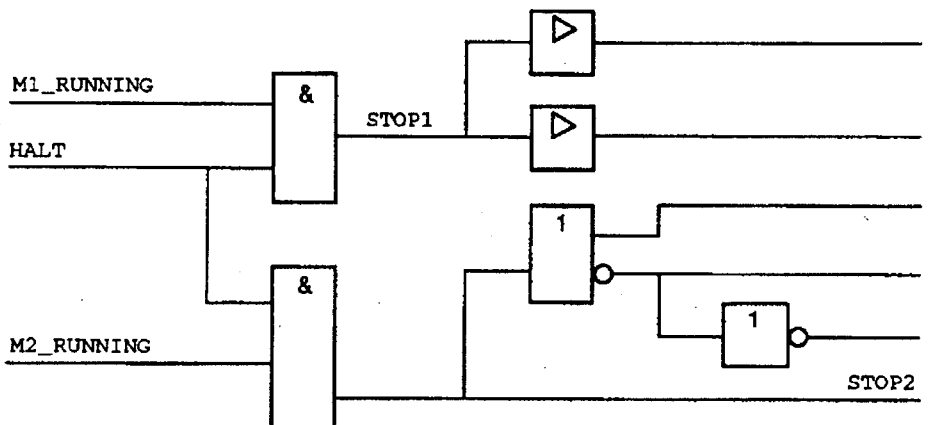 M1_RUNNING
&
STOP1
HALT
1
&
1
M2_RUNNING
STOP2